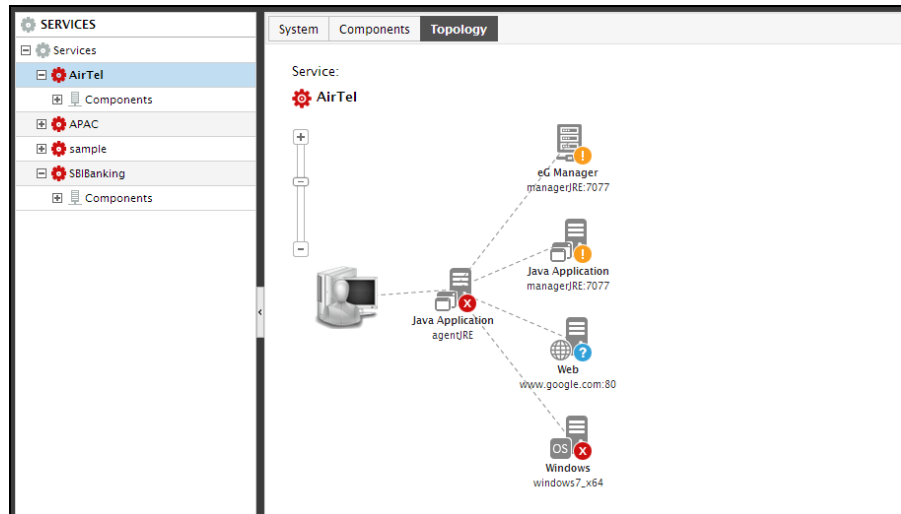 SERVICES
Services
AirTel
Components
APAC
sample
SBIBanking
Components
System Components Topology
Service:
AirTel
eG Manager
managerJRE:7077
Java Application
managerJRE:7077
Java Application
agentJRE
Web
www.google.com:80
OS
Windows
windows7_x64